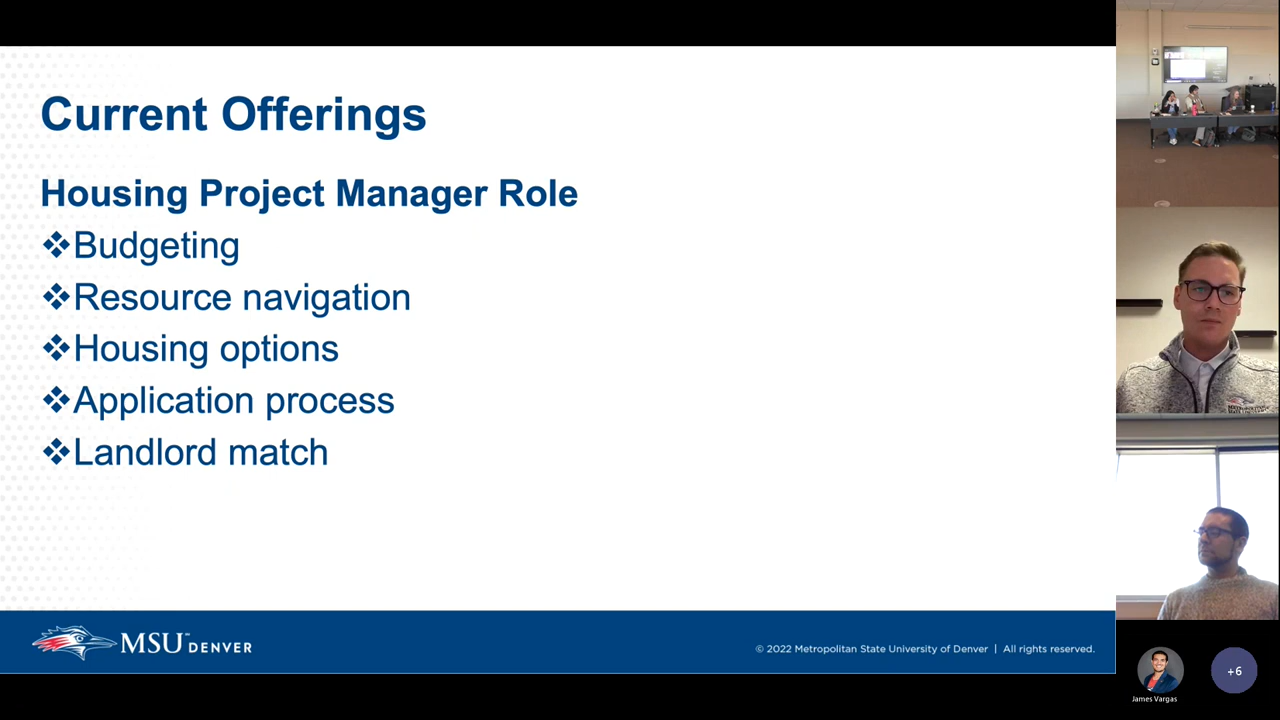 Current Offerings
Housing Project Manager Role
❖Budgeting
❖Resource navigation
❖Housing options
❖Application process
❖Landlord match
MSU DENVER
© 2022 Metropolitan State University of Denver | All rights reserved.
James Vargas
+6